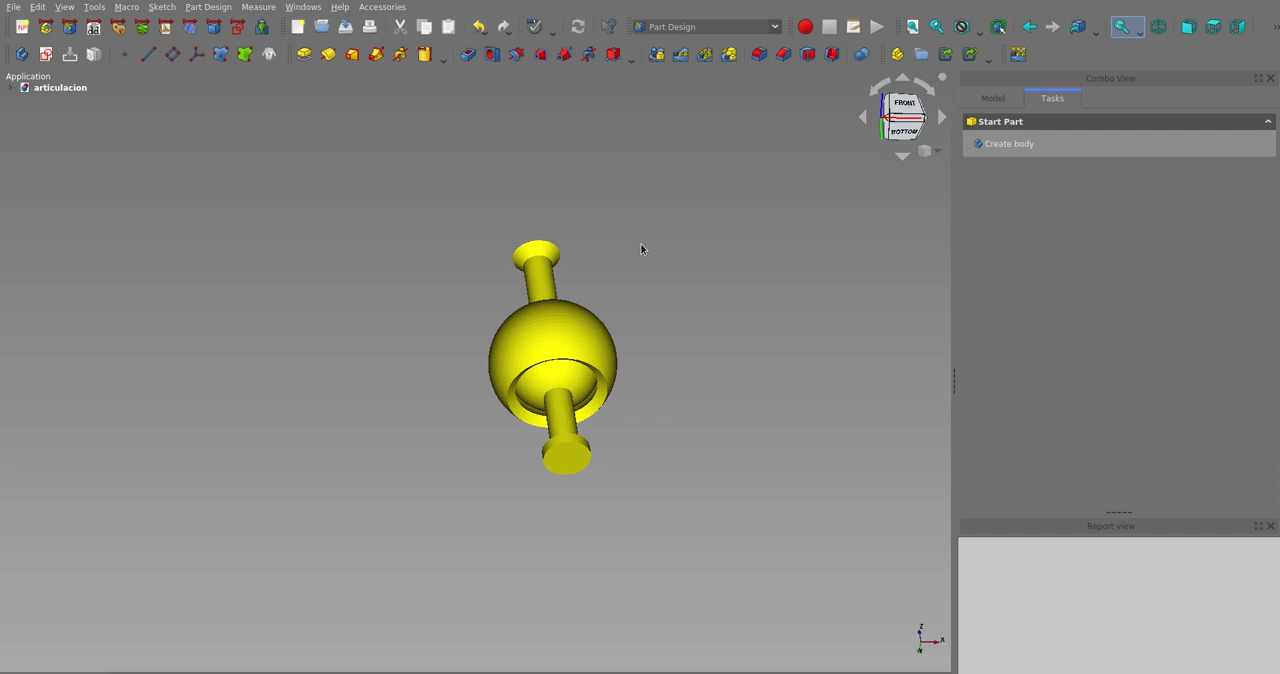 File Edit View Tools Macro Sketch Part Design Measure Windows Help Accessories
Part Design
Application
articulacion
FRONT
BOTTOM
Combo View
Model Tasks
Start Part
Create body
Report view
Z
X